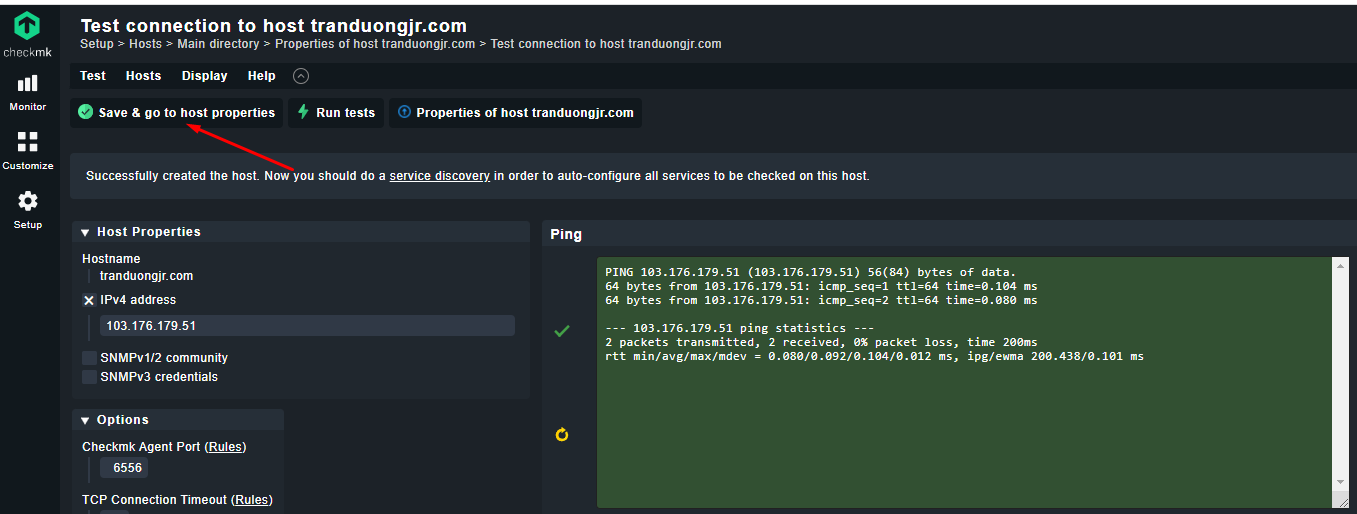 Test connection to host tranduongjr.com
Setup > Hosts > Main directory > Properties of host tranduongjr.com > Test connection to host tranduongjr.com
checkmk
Test Hosts Display Help
Monitor
Save & go to host properties Run tests Properties of host tranduongjr.com
Customize
Successfully created the host. Now you should do a service discovery in order to auto-configure all services to be checked on this host.
Setup
Host Properties
Hostname
tranduongjr.com
IPv4 address
103.176.179.51
SNMPv1/2 community
SNMPv3 credentials
Options
Checkmk Agent Port (Rules)
6556
TCP Connection Timeout (Rules)
Ping
PING 103.176.179.51 (103.176.179.51) 56(84) bytes of data.
64 bytes from 103.176.179.51: icmp_seq=1 ttl=64 time=0.104 ms
64 bytes from 103.176.179.51: icmp_seq=2 ttl=64 time=0.080 ms
--- 103.176.179.51 ping statistics ---
2 packets transmitted, 2 received, 0% packet loss, time 200ms
rtt min/avg/max/mdev = 0.080/0.092/0.104/0.012 ms, ipg/ewma 200.438/0.101 ms